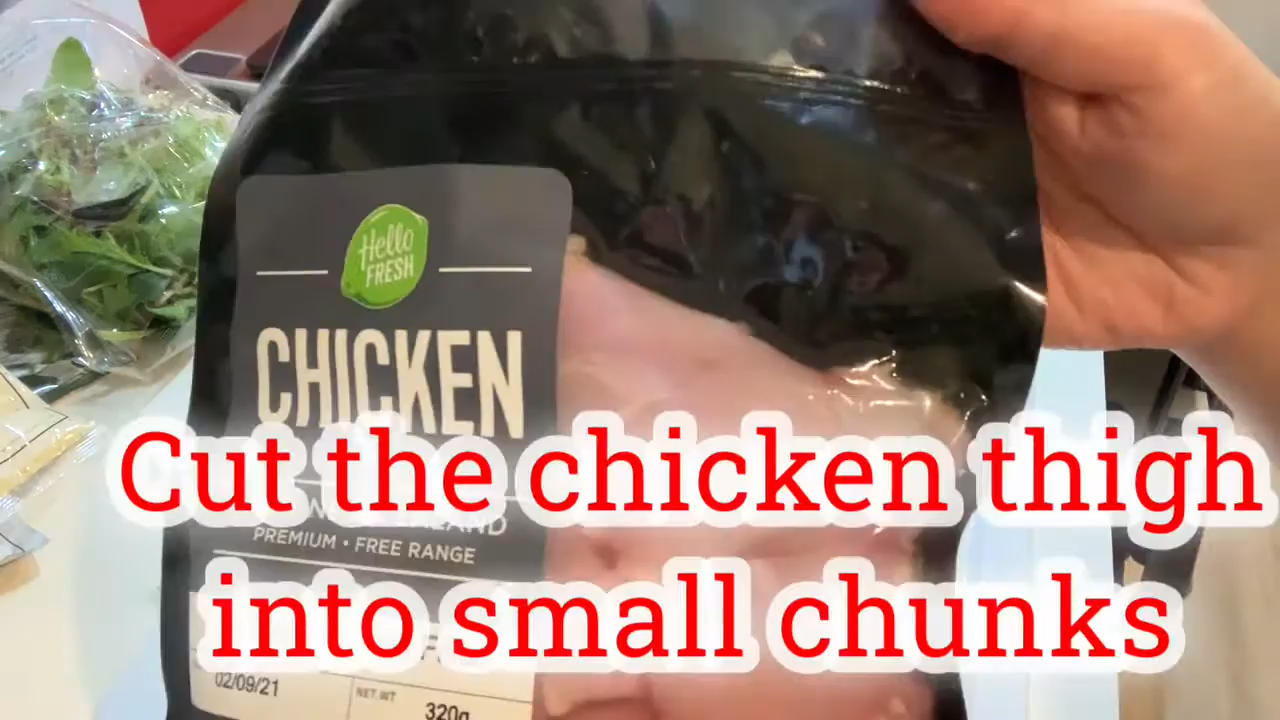 Hello
FRESH
CHICKEN
PREMIUM • FREE RANGE
Cut the chicken thigh
into small chunks
02/09/21
NET WT
320g